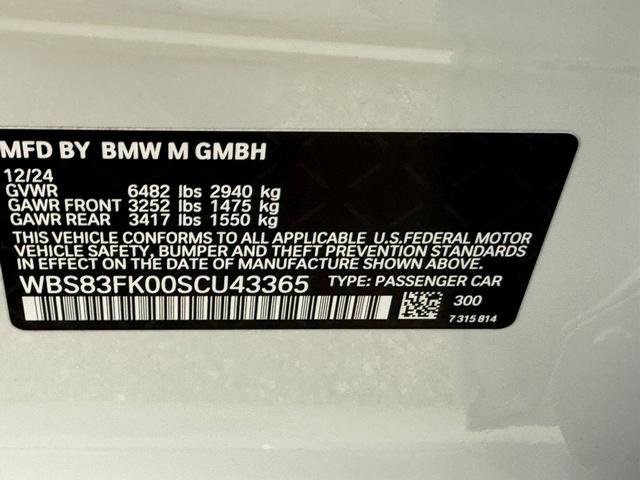 MFD BY BMW M GMBH
12/24
GVWR 6482 lbs 2940 kg
GAWR FRONT 3252 lbs 1475 kg
GAWR REAR 3417 lbs 1550 kg
THIS VEHICLE CONFORMS TO ALL APPLICABLE U.S.FEDERAL MOTOR
VEHICLE SAFETY, BUMPER AND THEFT PREVENTION STANDARDS
IN EFFECT ON THE DATE OF MANUFACTURE SHOWN ABOVE.
WBS83FK00SCU43365 TYPE: PASSENGER CAR
300
7 315 814